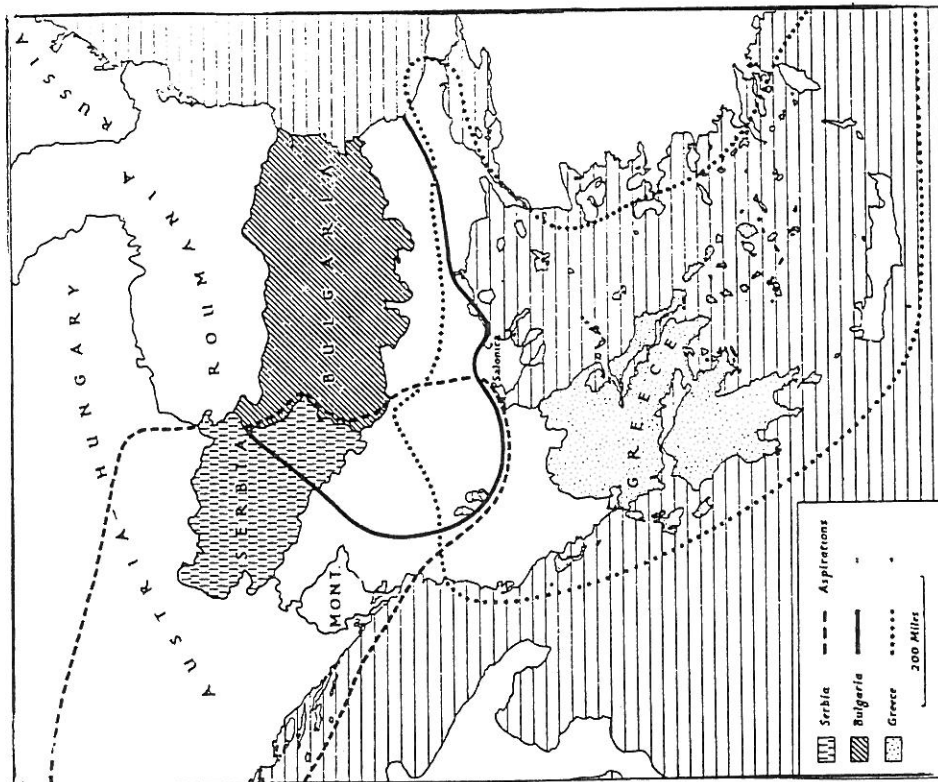 RUSSIA
AUSTRIA-HUNGARY
ROUMANIA
SERBIA
BULGARIA
MONT.
Salonica
GREECE
Serbia Aspirations
Bulgaria "
Greece "
200 Miles